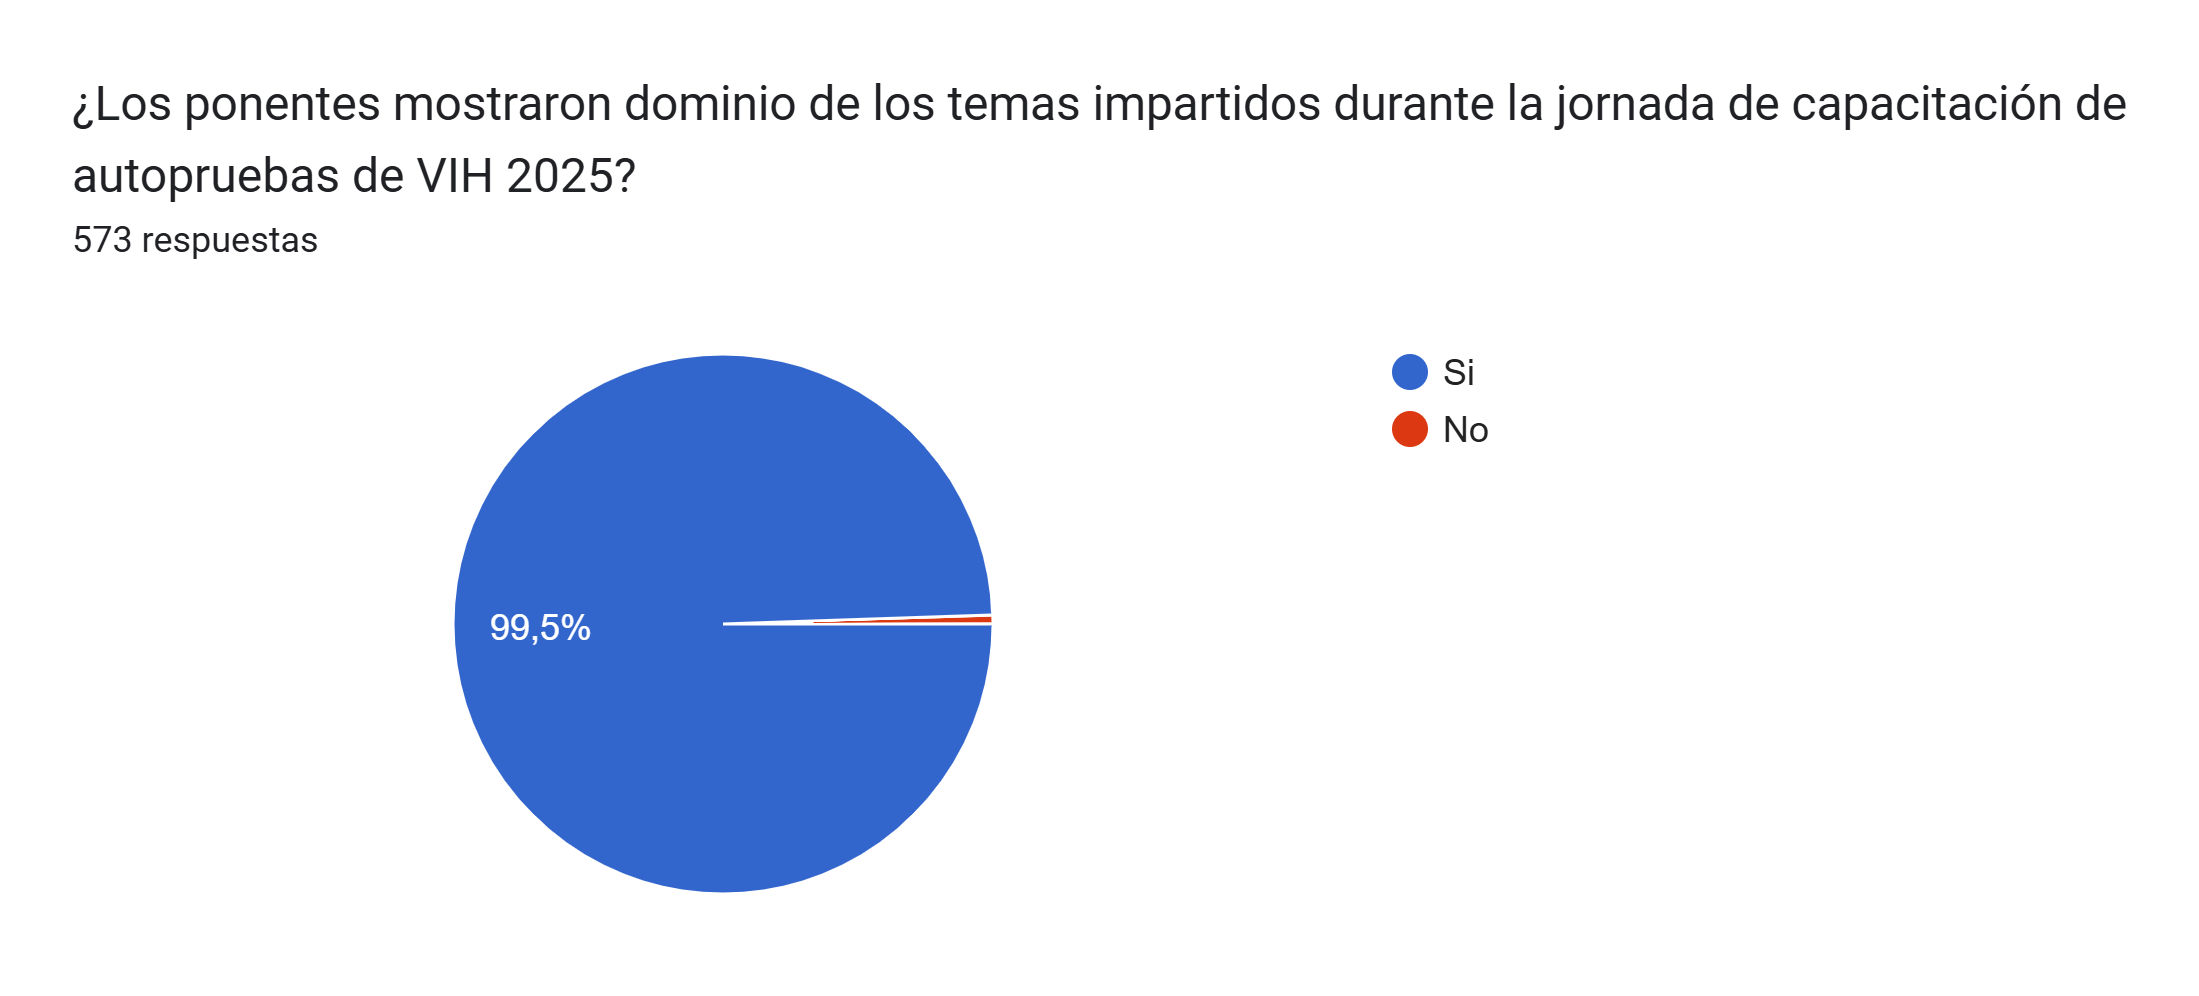 ¿Los ponentes mostraron dominio de los temas impartidos durante la jornada de capacitación de
autopruebas de VIH 2025?
573 respuestas
Si
No
99,5%